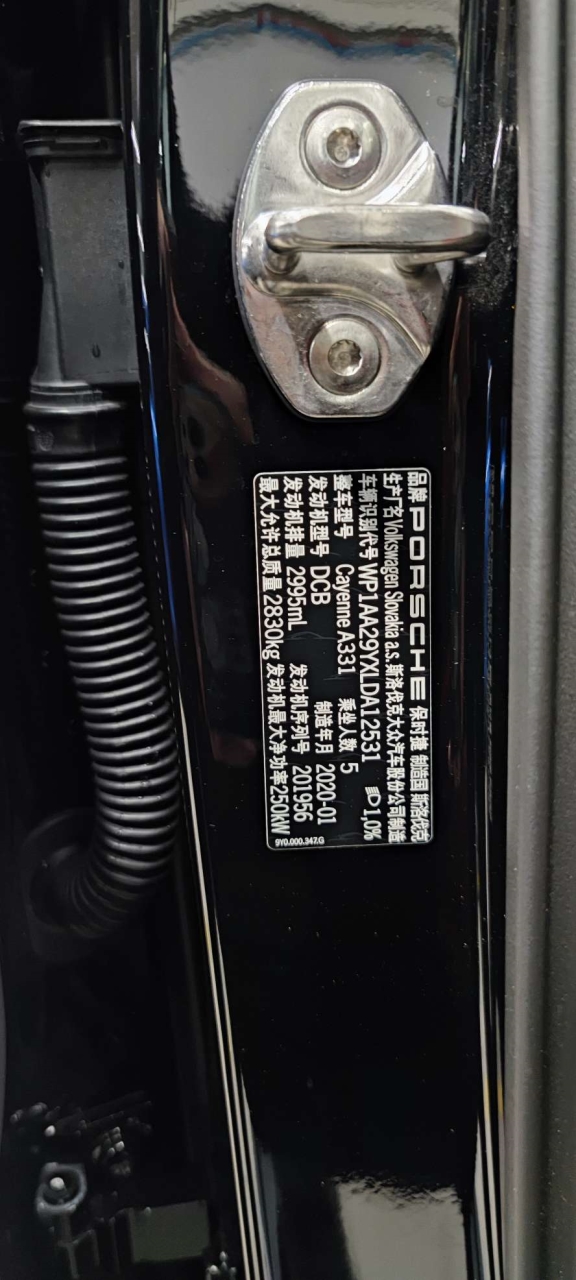 品牌 PORSCHE 保时捷 制造国 斯洛伐克
生产厂名 Volkswagen Slovakia a.s. 斯洛伐克大众汽车股份公司制造
车辆识别代号 WP1AA29YXLDA12531 1,0%
整车型号 Cayenne A331 乘坐人数 5
发动机型号 DCB 制造年月 2020-01
发动机排量 2995mL 发动机序列号 201956
最大允许总质量 2830kg 发动机最大净功率 250kW
9Y0.000.347.G